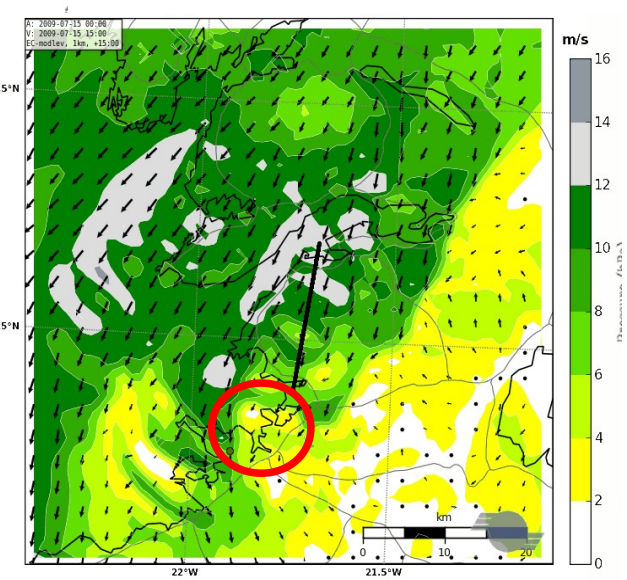 A: 2009-07-15 00:00
V: 2009-07-15 15:00
EC-modlev, 1km, +15:00
m/s
16
14
12
10
8
6
4
2
0
.5'N
5'N
km
0
10
20
22°W
21.5°W